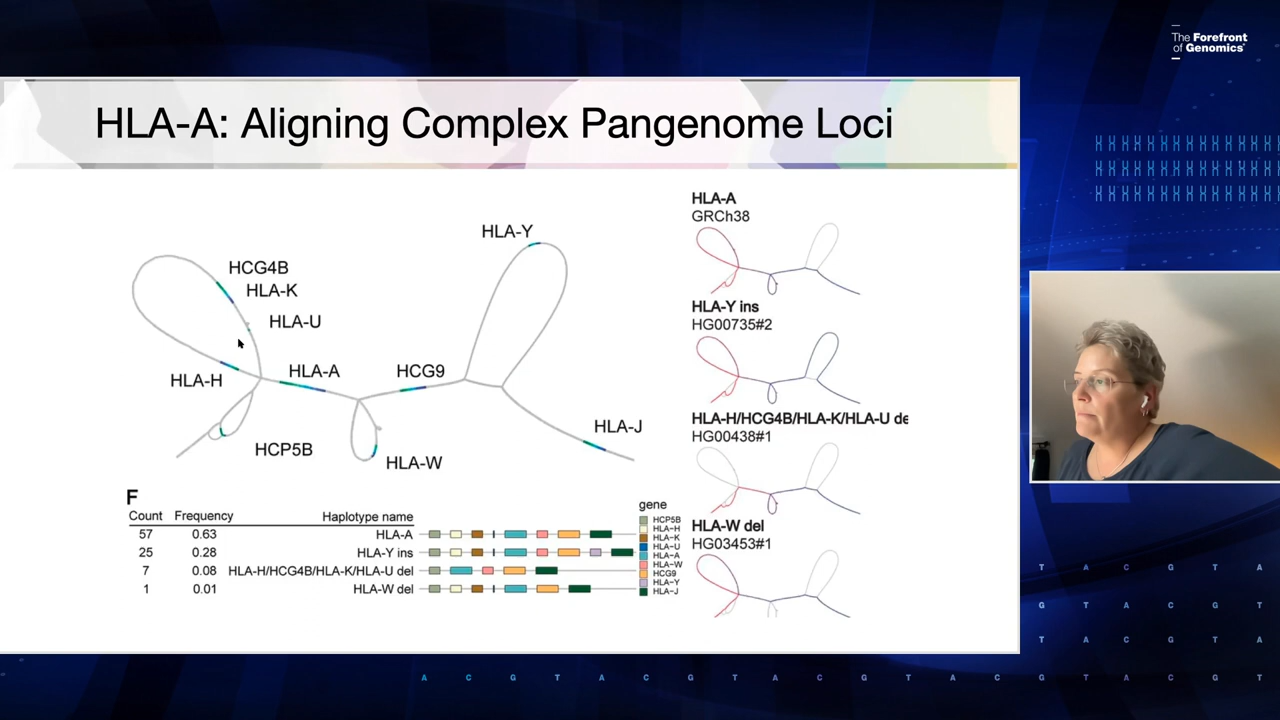 The Forefront
of Genomics®
HLA-A: Aligning Complex Pangenome Loci
HLA-Y
HCG4B
HLA-K
HLA-U
HLA-H
HLA-A
HCG9
HLA-J
HCP5B
HLA-W
HLA-A
GRCh38
HLA-Y ins
HG00735#2
HLA-H/HCG4B/HLA-K/HLA-U de
HG00438#1
HLA-W del
HG03453#1
F
Count Frequency Haplotype name
57 0.63 HLA-A
25 0.28 HLA-Y ins
7 0.08 HLA-H/HCG4B/HLA-K/HLA-U del
1 0.01 HLA-W del
gene
HCP5B
HLA-H
HLA-K
HLA-U
HLA-A
HLA-W
HCG9
HLA-Y
HLA-J
T A C G T A
G T A C G T
T A C G T A
A C G T A C G T A C G T A C G T A C G T